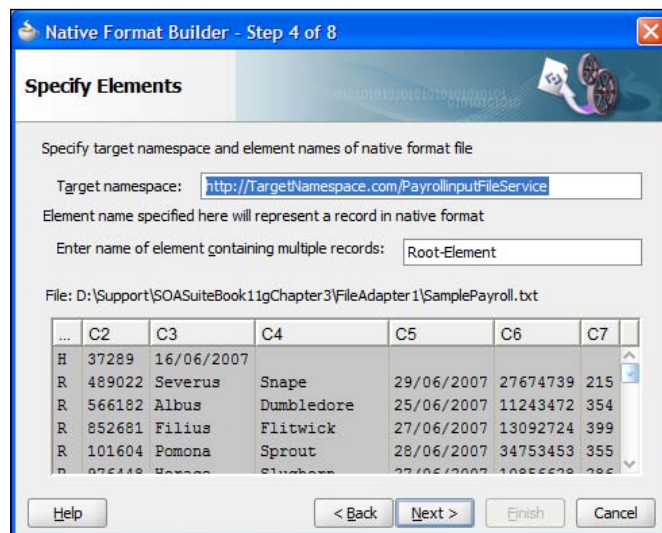 Native Format Builder - Step 4 of 8
Specify Elements
Specify target namespace and element names of native format file
Target namespace: http://TargetNamespace.com/PayrollinputFileService
Element name specified here will represent a record in native format
Enter name of element containing multiple records: Root-Element
File: D:\Support\SOASuiteBook11gChapter3\FileAdapter1\SamplePayroll.txt
... C2 C3 C4 C5 C6 C7
H 37289 16/06/2007
R 489022 Severus Snape 29/06/2007 27674739 215
R 566182 Albus Dumbledore 25/06/2007 11243472 354
R 852681 Filius Flitwick 27/06/2007 13092724 399
R 101604 Pomona Sprout 28/06/2007 34753453 355
Help < Back Next > Finish Cancel